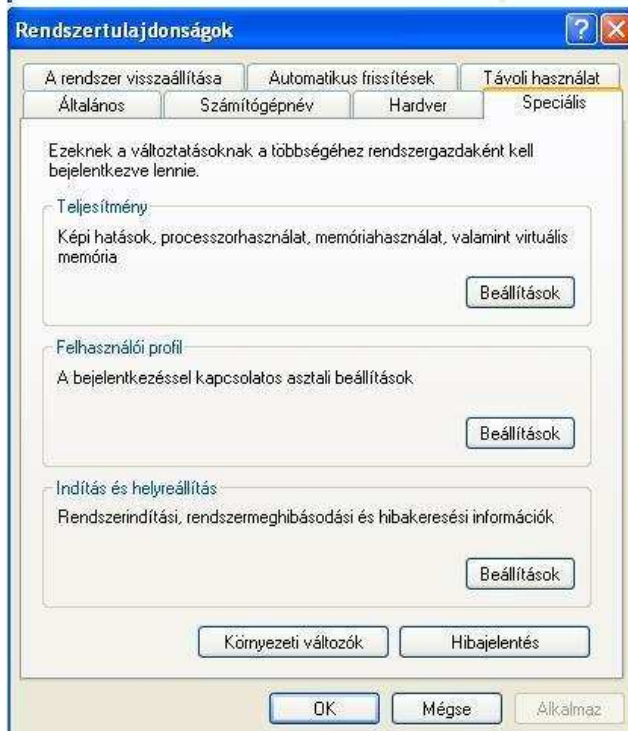 Rendszertulajdonságok
A rendszer visszaállítása Automatikus frissítések Távoli használat
Általános Számítógépnév Hardver Speciális
Ezeknek a változtatásoknak a többségéhez rendszergazdaként kell
bejelentkezve lennie.
Teljesítmény
Képi hatások, processzorhasználat, memóriahasználat, valamint virtuális
memória
Beállítások
Felhasználói profil
A bejelentkezéssel kapcsolatos asztali beállítások
Beállítások
Indítás és helyreállítás
Rendszerindítási, rendszermeghibásodási és hibakeresési információk
Beállítások
Környezeti változók Hibajelentés
OK Mégse Alkalmaz